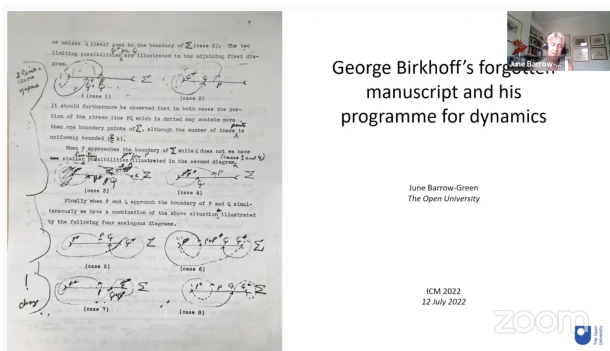 7
or unless Q itself goes to the boundary of Σ (case 2). The two
limiting possibilities are illustrated in the adjoining first dia-
gram.
Σ
(case 1)
(case 2)
It should furthermore be observed that in both cases the por-
tion of the stream line PQ which is dotted may contain more
than one boundary points of Σ, although the number of these is
uniformly bounded
When P approaches the boundary of Σ while Q does not we have
similar possibilities illustrated in the second diagram
(case 3)
(case 4)
Finally when P and Q approach the boundary of P and Q simul-
taneously we have a combination of the above situation illustrated
by the following four analogous diagrams.
Σ
(case 5)
(case 6)
(case 7)
(case 8)
George Birkhoff's forgotten
manuscript and his
programme for dynamics
June Barrow-Green
The Open University
ICM 2022
12 July 2022
June Barrow-...
zoom
The Open
University